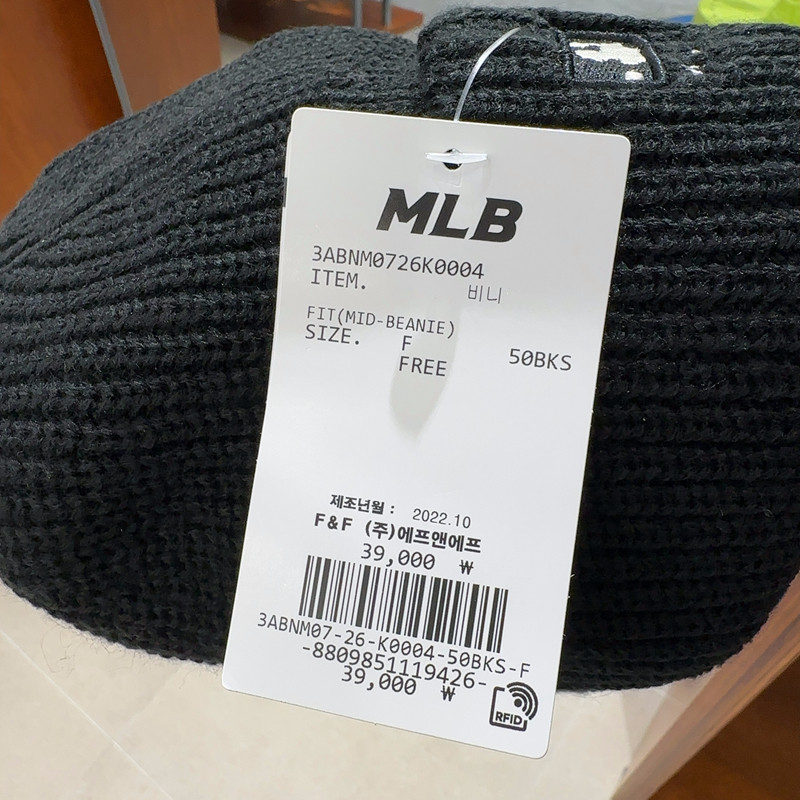 MLB
3ABNM0726K0004
ITEM. 비니
FIT(MID-BEANIE)
SIZE. F
FREE 50BKS
제조년월 : 2022.10
F&F (주)에프앤에프
39,000 ₩
3ABNM07-26-K0004-50BKS-F
-8809851119426-
39,000 ₩
RFID